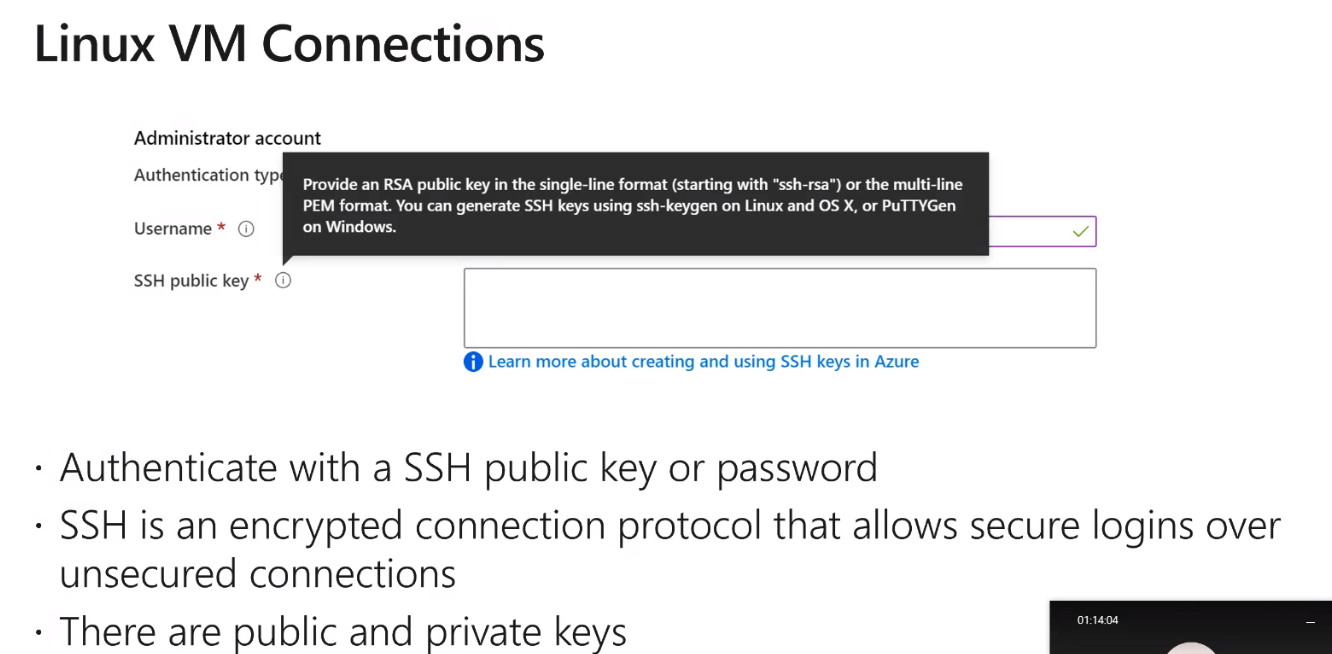 Linux VM Connections
Administrator account
Authentication type
Provide an RSA public key in the single-line format (starting with "ssh-rsa") or the multi-line
PEM format. You can generate SSH keys using ssh-keygen on Linux and OS X, or PuTTYGen
on Windows.
Username *
SSH public key *
Learn more about creating and using SSH keys in Azure
· Authenticate with a SSH public key or password
· SSH is an encrypted connection protocol that allows secure logins over
unsecured connections
· There are public and private keys
01:14:04